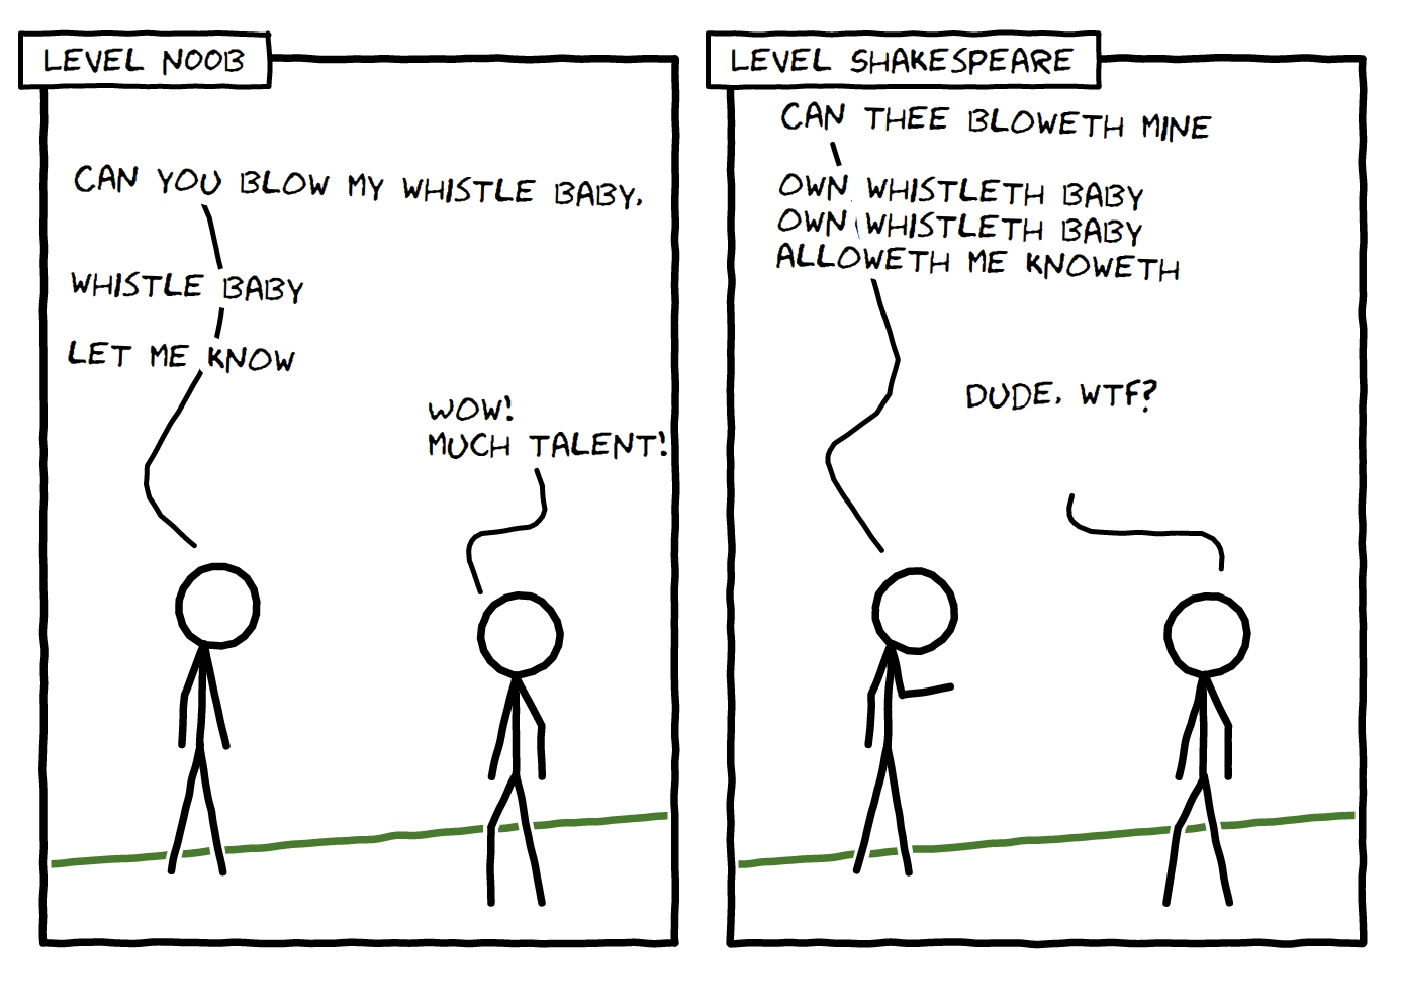 LEVEL NOOB
CAN YOU BLOW MY WHISTLE BABY.
WHISTLE BABY
LET ME KNOW
WOW!
MUCH TALENT!
LEVEL SHAKESPEARE
CAN THEE BLOWETH MINE
OWN WHISTLETH BABY
OWN WHISTLETH BABY
ALLOWETH ME KNOWETH
DUDE. WTF?